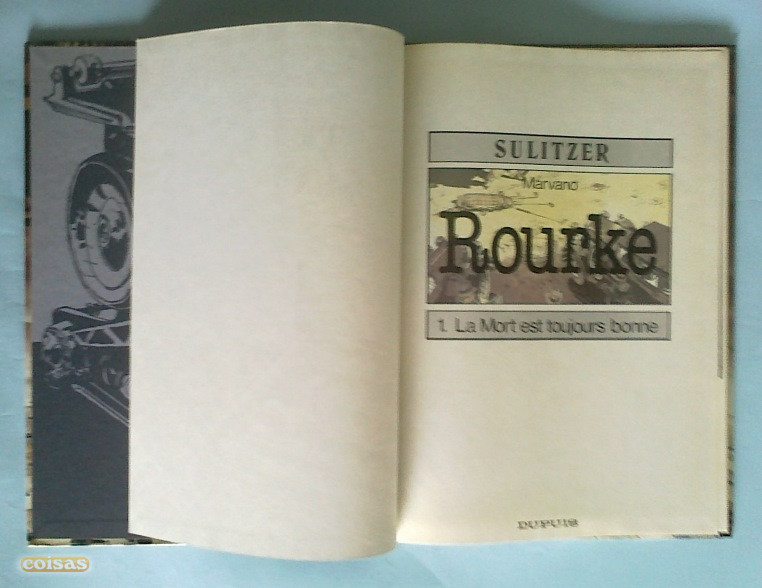 SULITZER
Marvano
Rourke
1. La Mort est toujours bonne
DUPUIS
coisas